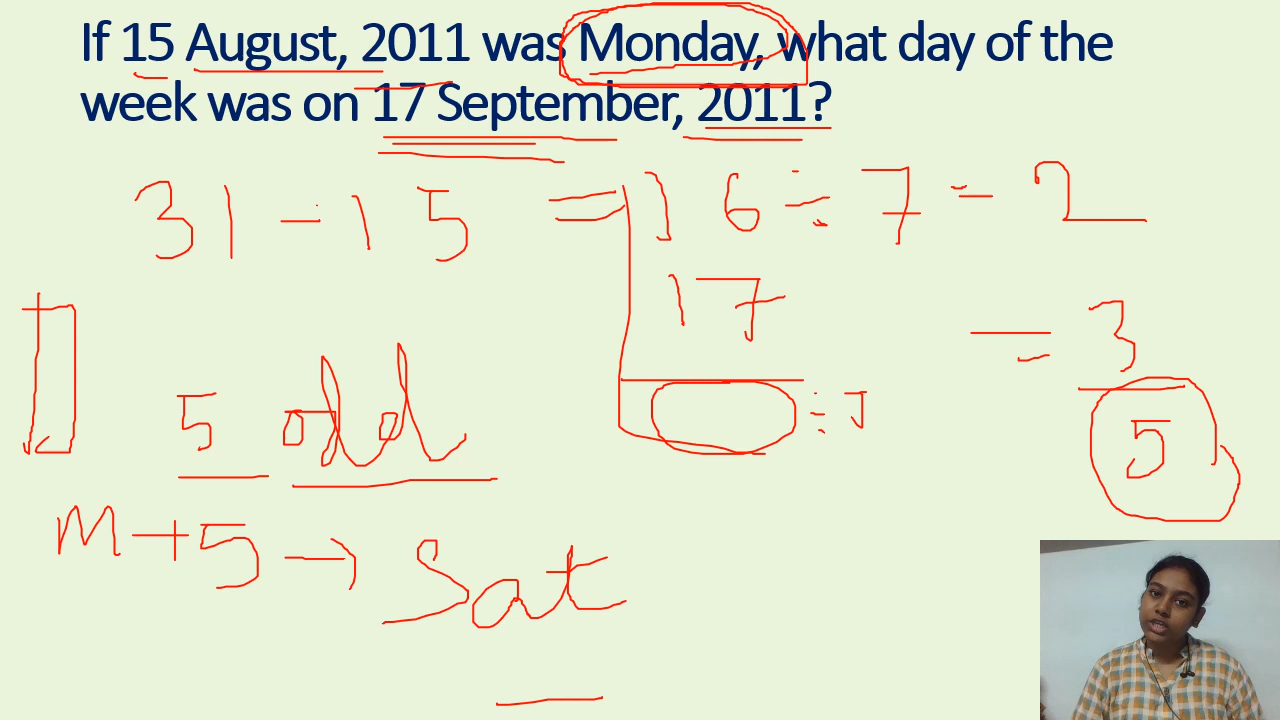 If 15 August, 2011 was Monday, what day of the
week was on 17 September, 2011?
31 - 15 = 16 ÷ 7 = 2
17 = 3
÷ 7
5 odd 5
M + 5 → Sat